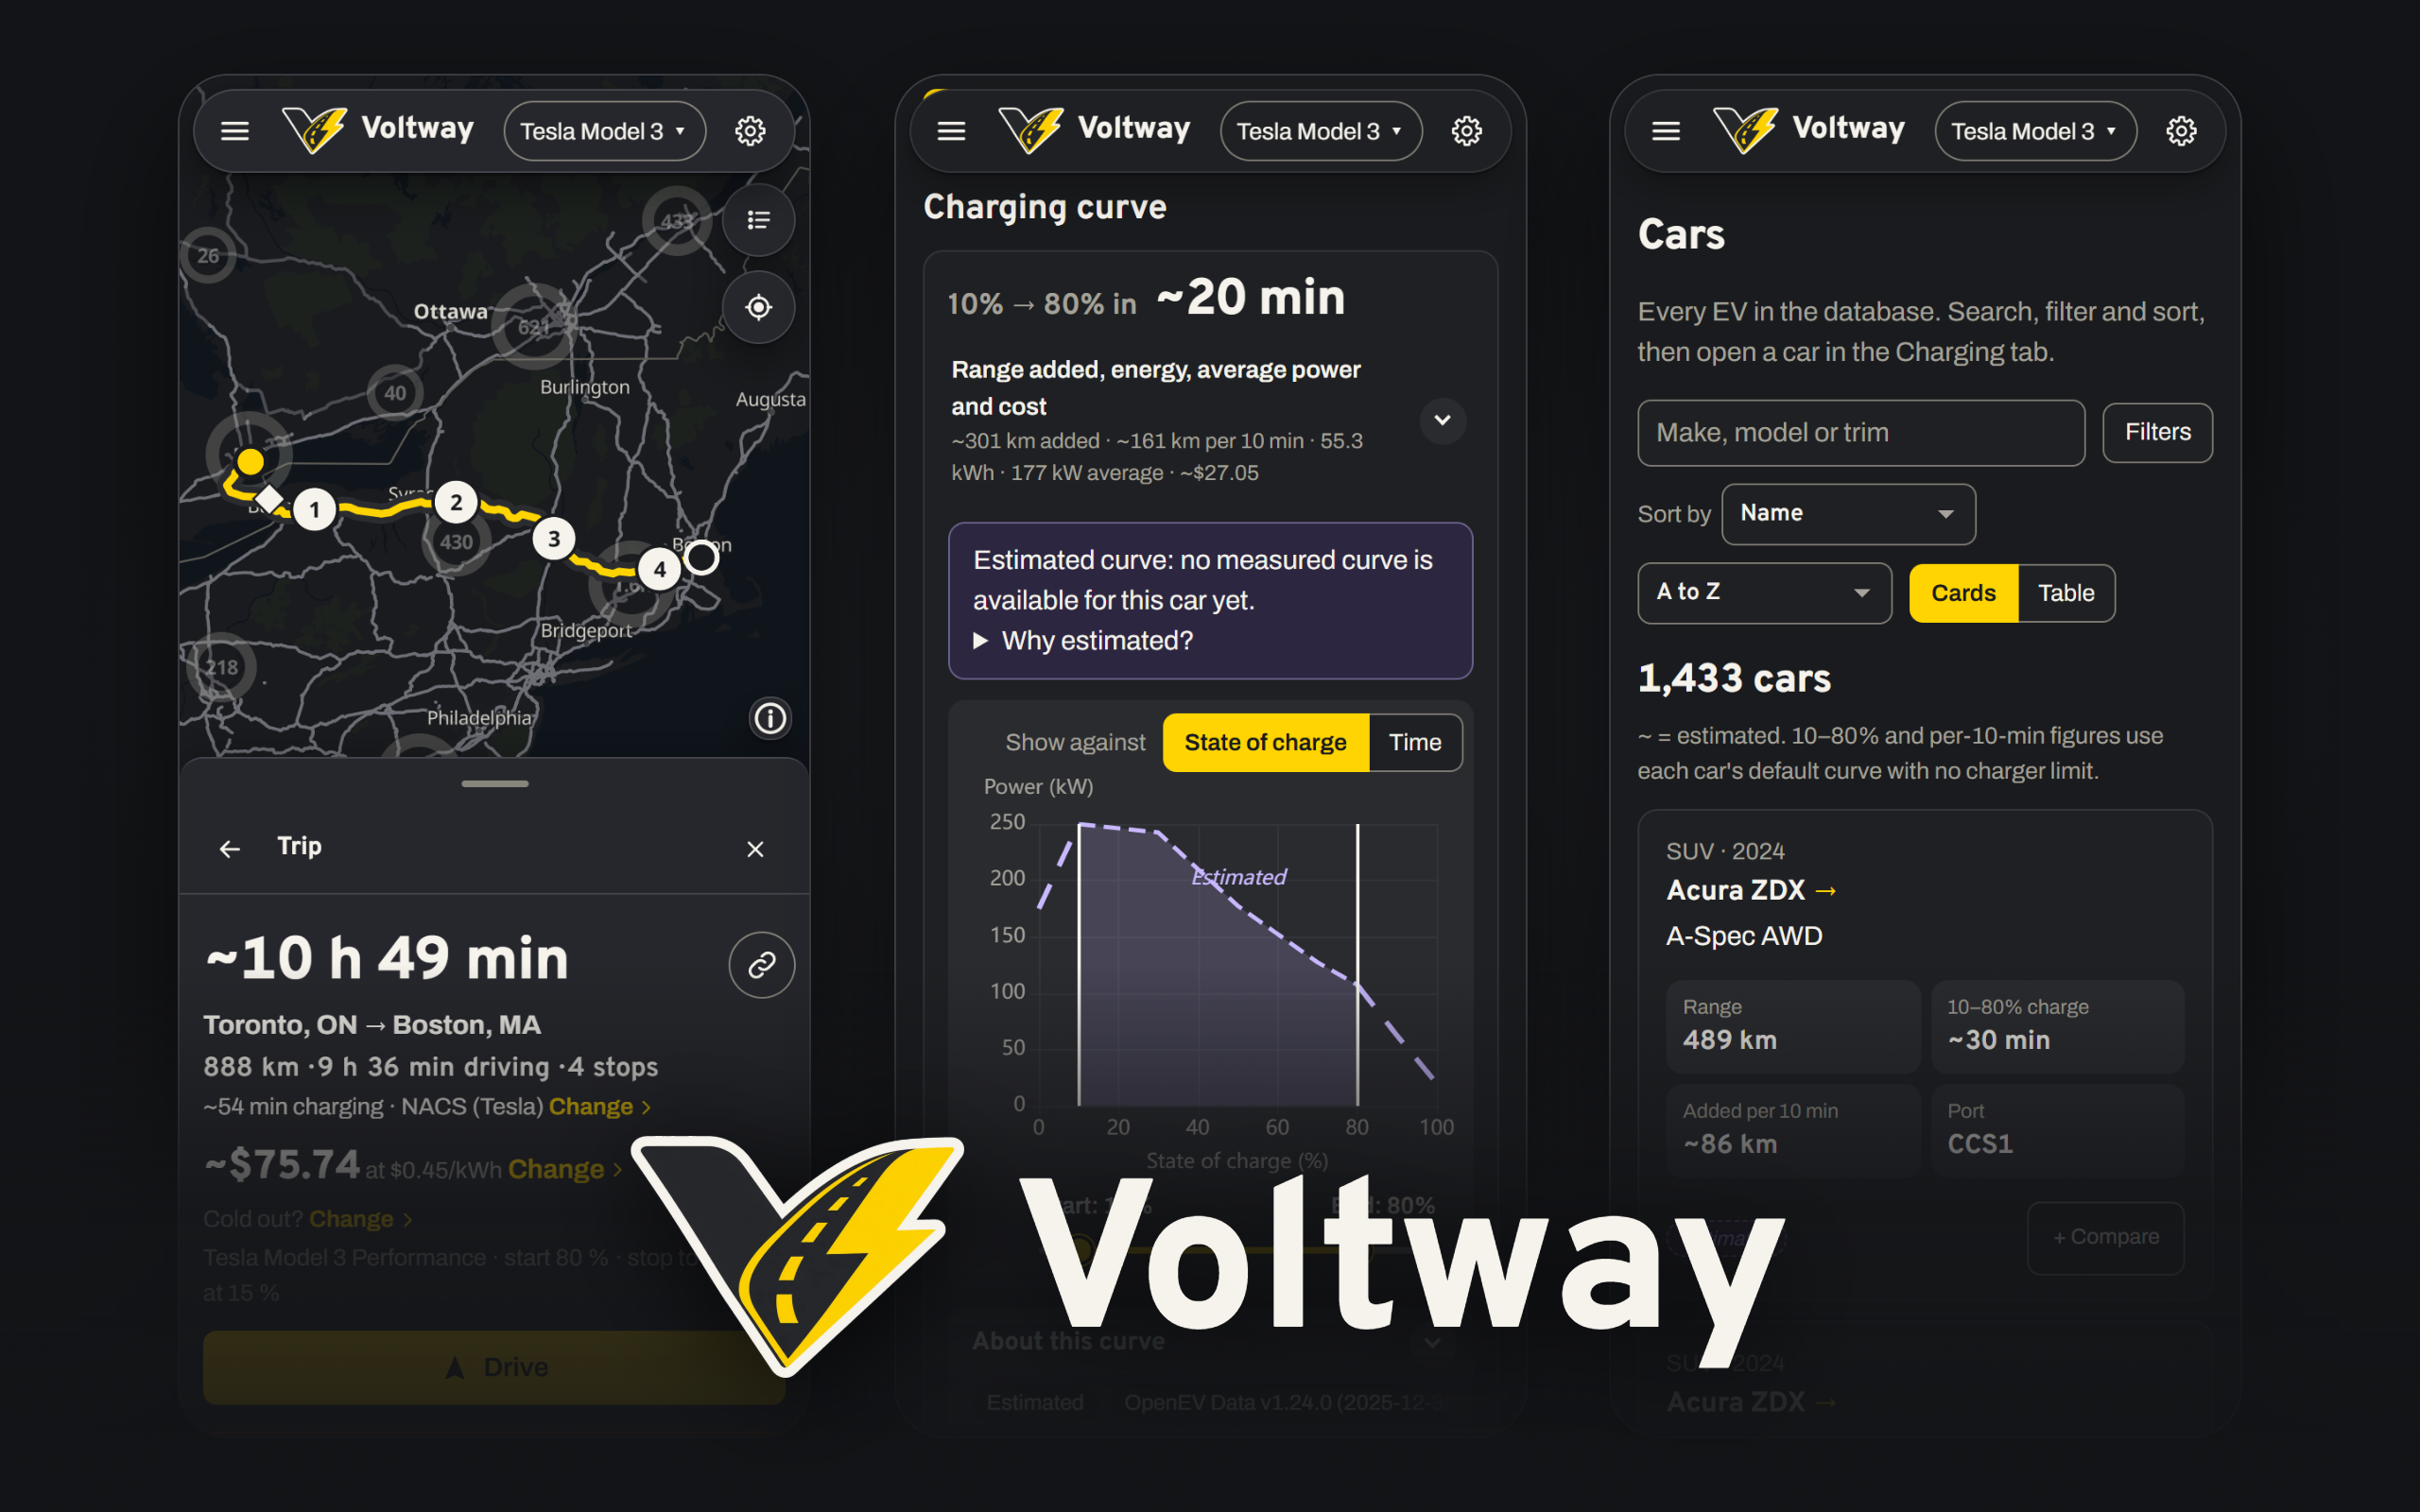 Voltway
Tesla Model 3 ▾
433
26
Ottawa
621
40
Burlington
Augusta
1
2
430
3
4
Bridgeport
218
Philadelphia
Trip
~10 h 49 min
Toronto, ON → Boston, MA
888 km · 9 h 36 min driving · 4 stops
~54 min charging · NACS (Tesla) Change ›
~$75.74 at $0.45/kWh Change ›
Cold out? Change ›
Tesla Model 3 Performance · start 80 % · stop
at 15 %
Drive
Voltway
Tesla Model 3 ▾
Charging curve
10% → 80% in ~20 min
Range added, energy, average power
and cost
~301 km added · ~161 km per 10 min · 55.3
kWh · 177 kW average · ~$27.05
Estimated curve: no measured curve is
available for this car yet.
▶ Why estimated?
Show against State of charge Time
Power (kW)
250
200
150
100
50
0
Estimated
0 20 40 60 80 100
State of charge (%)
80%
About this curve
Estimated OpenEV Data v1.24.0 (2025-12-
Voltway
Tesla Model 3 ▾
Cars
Every EV in the database. Search, filter and sort,
then open a car in the Charging tab.
Make, model or trim
Filters
Sort by Name
A to Z
Cards Table
1,433 cars
~ = estimated. 10–80% and per-10-min figures use
each car's default curve with no charger limit.
SUV · 2024
Acura ZDX →
A-Spec AWD
Range
489 km
10–80% charge
~30 min
Added per 10 min
~86 km
Port
CCS1
+ Compare
2024
Acura ZDX →
Voltway